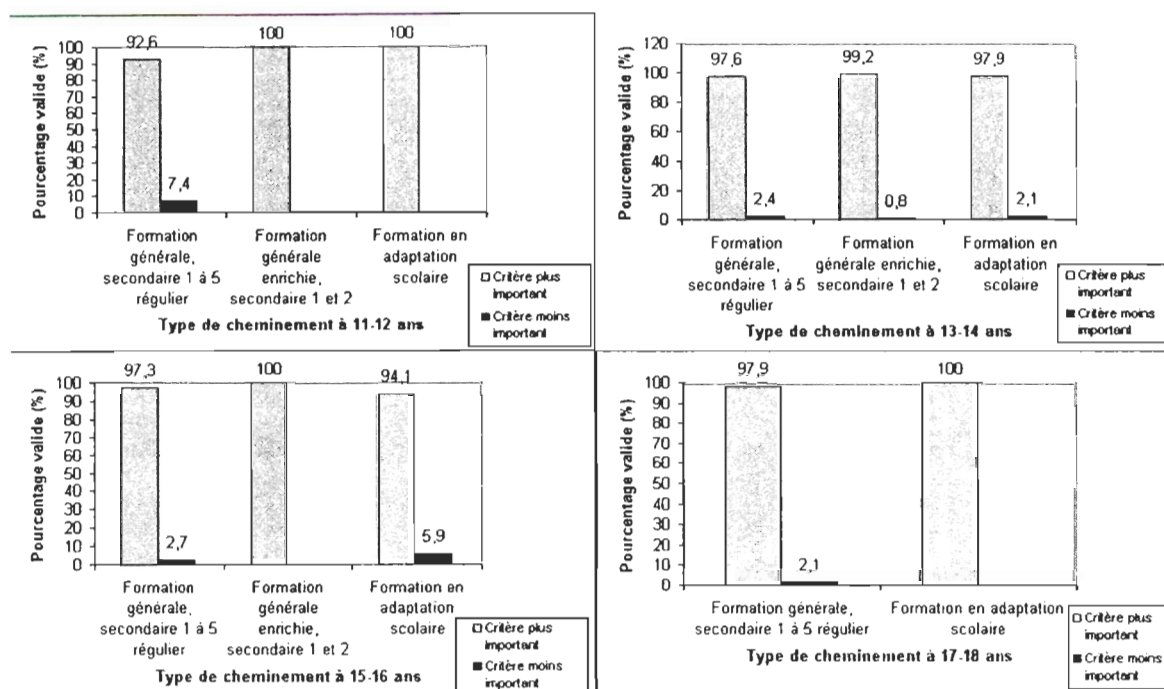 Pourcentage valide (%)
100
90
80
70
60
50
40
30
20
10
0
92,6
7,4
100
100
Formation
générale,
secondaire 1 à 5
régulier
Formation
générale
enrichie,
secondaire 1 et 2
Formation en
adaptation
scolaire
Type de cheminement à 11-12 ans
Critère plus
important
Critère moins
important
Pourcentage valide (%)
120
100
80
60
40
20
0
97,6
2,4
99,2
0,8
97,9
2,1
Formation
générale,
secondaire 1 à 5
régulier
Formation
générale enrichie,
secondaire 1 et 2
Formation en
adaptation
scolaire
Type de cheminement à 13-14 ans
Critère plus
important
Critère moins
important
Pourcentage valide (%)
100
90
80
70
60
50
40
30
20
10
0
97,3
2,7
100
94,1
5,9
Formation
générale,
secondaire 1 à 5
régulier
Formation
générale
enrichie,
secondaire 1 et 2
Formation en
adaptation
scolaire
Type de cheminement à 15-16 ans
Critère plus
important
Critère moins
important
Pourcentage valide (%)
100
90
80
70
60
50
40
30
20
10
0
97,9
2,1
100
Formation générale,
secondaire 1 à 5 régulier
Formation en adaptation
scolaire
Type de cheminement à 17-18 ans
Critère plus
important
Critère moins
important